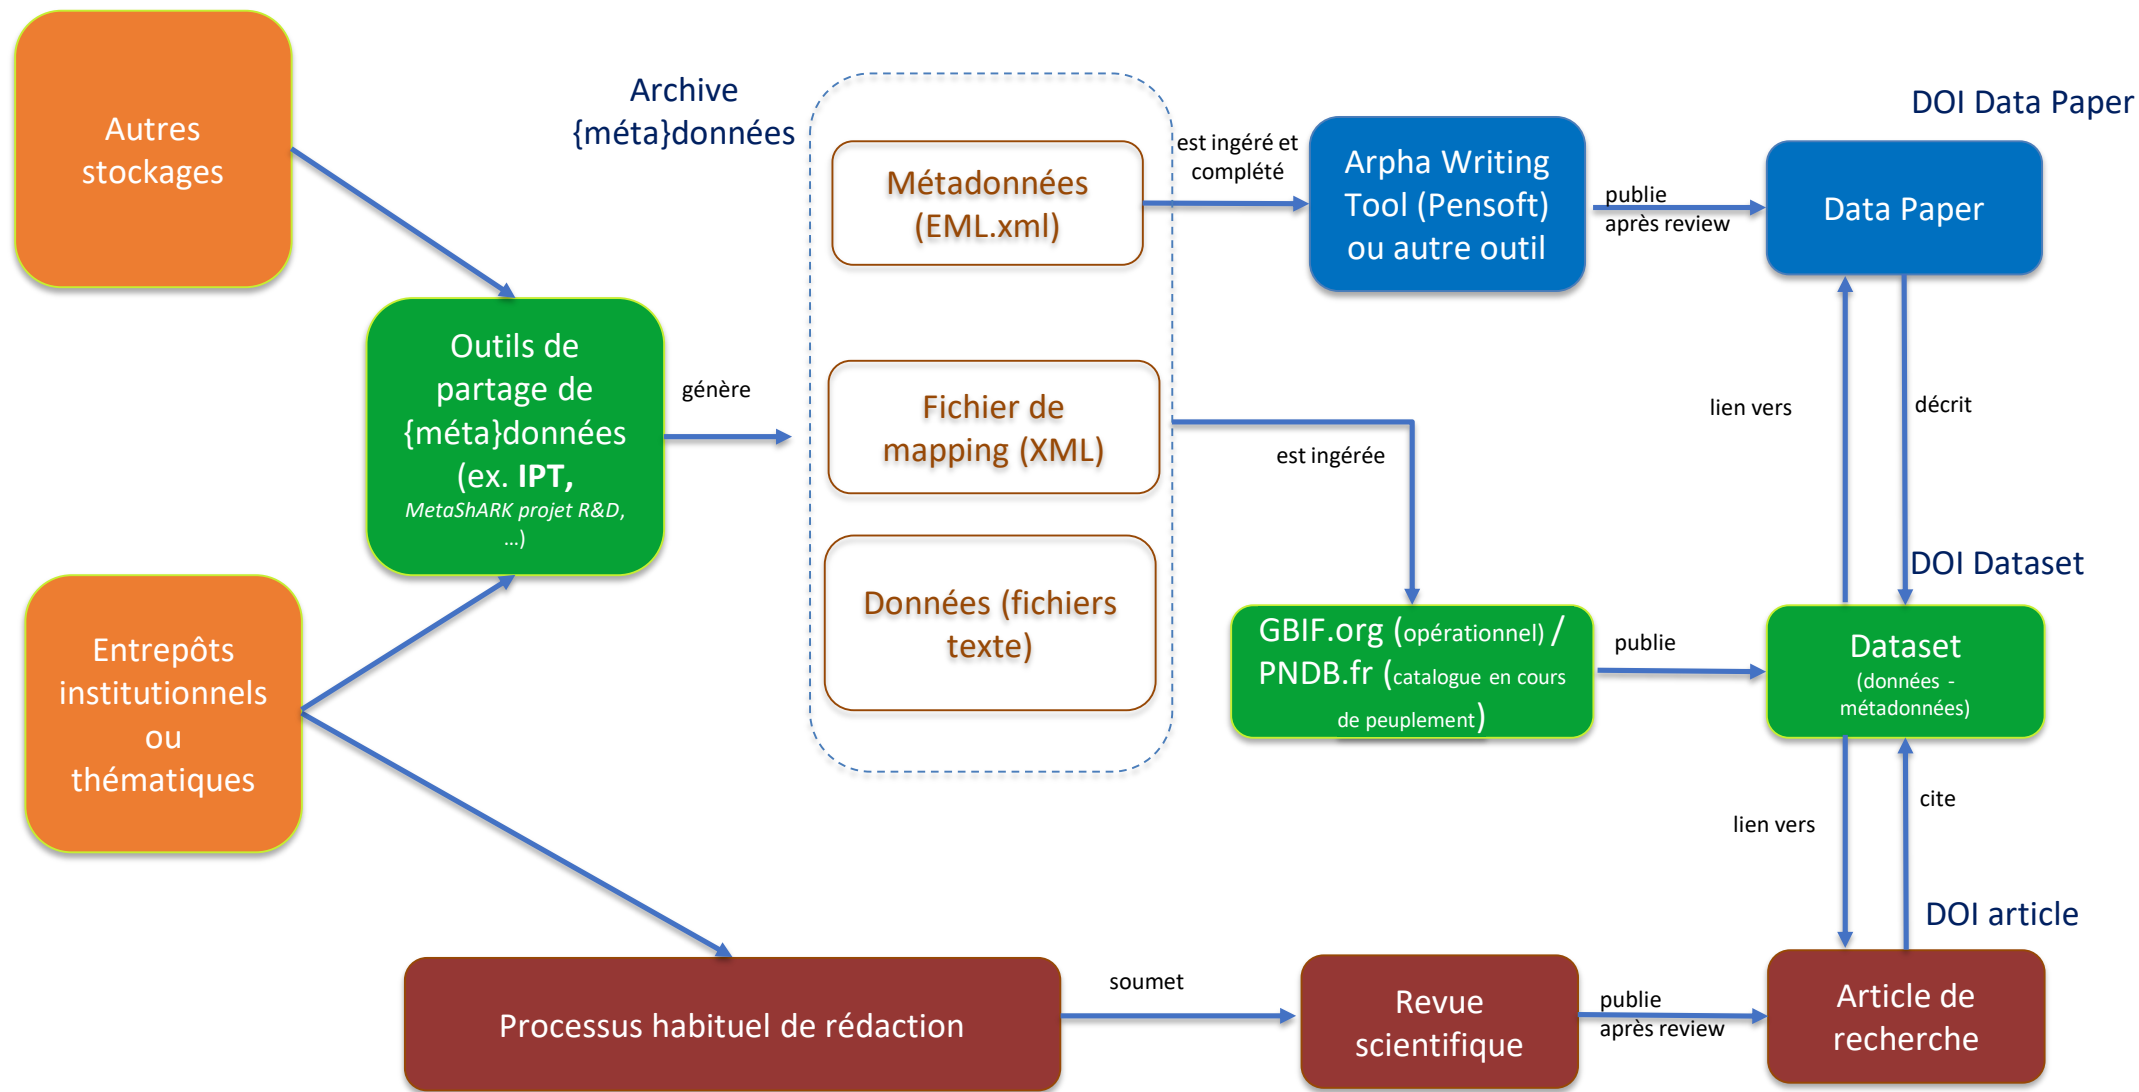 Autres
stockages
Archive
{méta}données
Métadonnées
(EML.xml)
est ingéré et
complété
Arpha Writing
Tool (Pensoft)
ou autre outil
publie
après review
DOI Data Paper
Data Paper
Outils de
partage de
{méta}données
(ex. IPT,
MetaShARK projet R&D,
...)
génère
Fichier de
mapping (XML)
est ingérée
lien vers
décrit
Données (fichiers
texte)
DOI Dataset
GBIF.org (opérationnel) /
PNDB.fr (catalogue en cours
de peuplement)
publie
Dataset
(données -
métadonnées)
Entrepôts
institutionnels
ou
thématiques
lien vers
cite
DOI article
Processus habituel de rédaction
soumet
Revue
scientifique
publie
après review
Article de
recherche